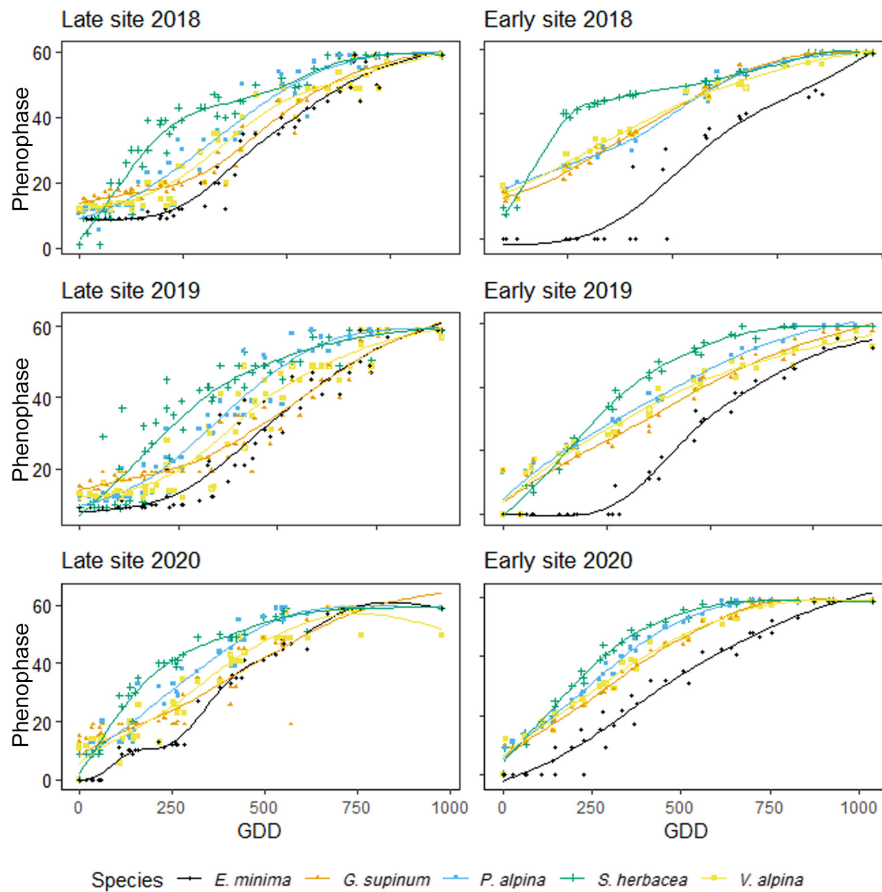 Late site 2018
Early site 2018
Phenophase
60
40
20
0
Late site 2019
Early site 2019
Phenophase
60
40
20
Late site 2020
Early site 2020
Phenophase
60
40
20
0
0 250 500 750 1000
0 250 500 750 1000
GDD
GDD
Species E. minima G. supinum P. alpina S. herbacea V. alpina